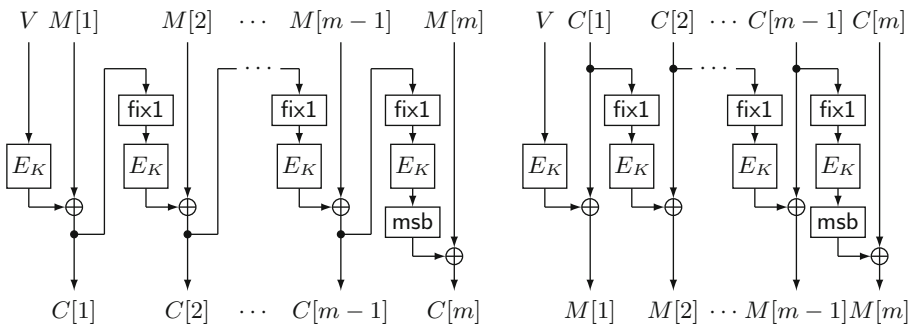 V M[1] M[2] ⋯ M[m − 1] M[m] V C[1] C[2] ⋯ C[m−1] C[m]
⋯ ⋯
fix1 fix1 fix1 fix1 fix1 fix1
E_K E_K E_K E_K E_K E_K E_K E_K
msb msb
C[1] C[2] ⋯ C[m − 1] C[m] M[1] M[2] ⋯ M[m−1] M[m]